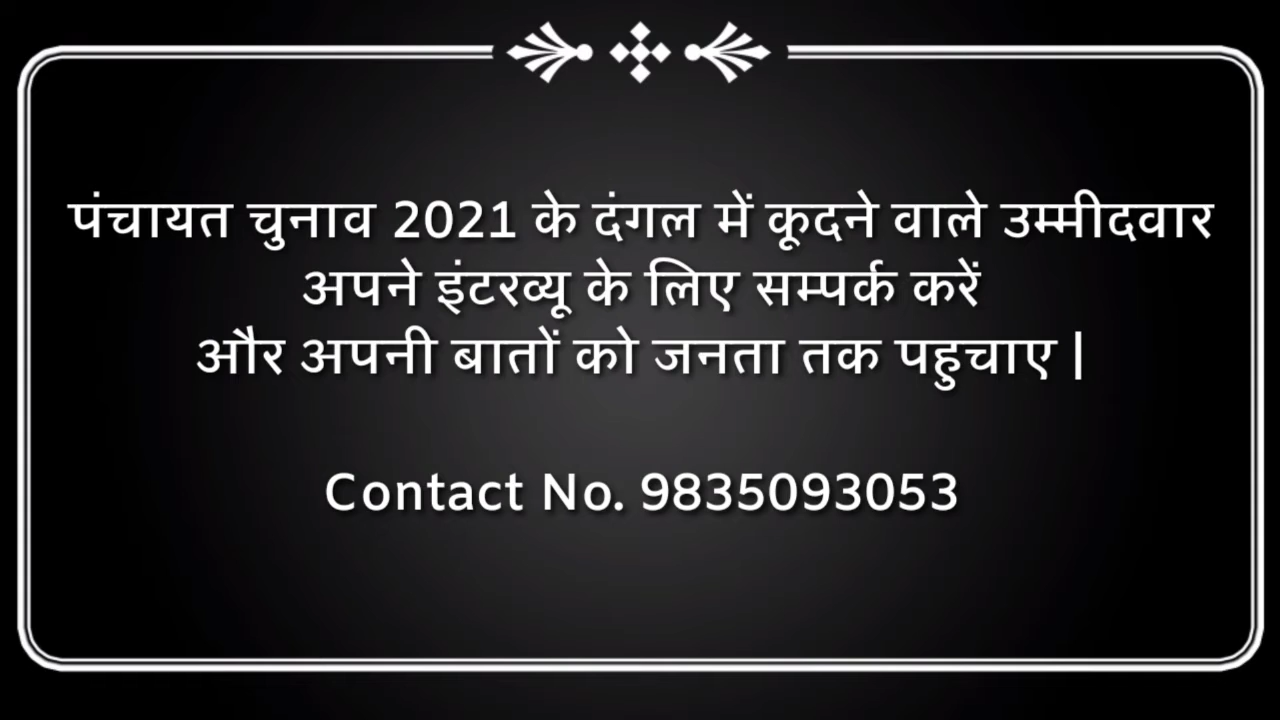 पंचायत चुनाव 2021 के दंगल में कूदने वाले उम्मीदवार
अपने इंटरव्यू के लिए सम्पर्क करें
और अपनी बातों को जनता तक पहुचाए |
Contact No. 9835093053